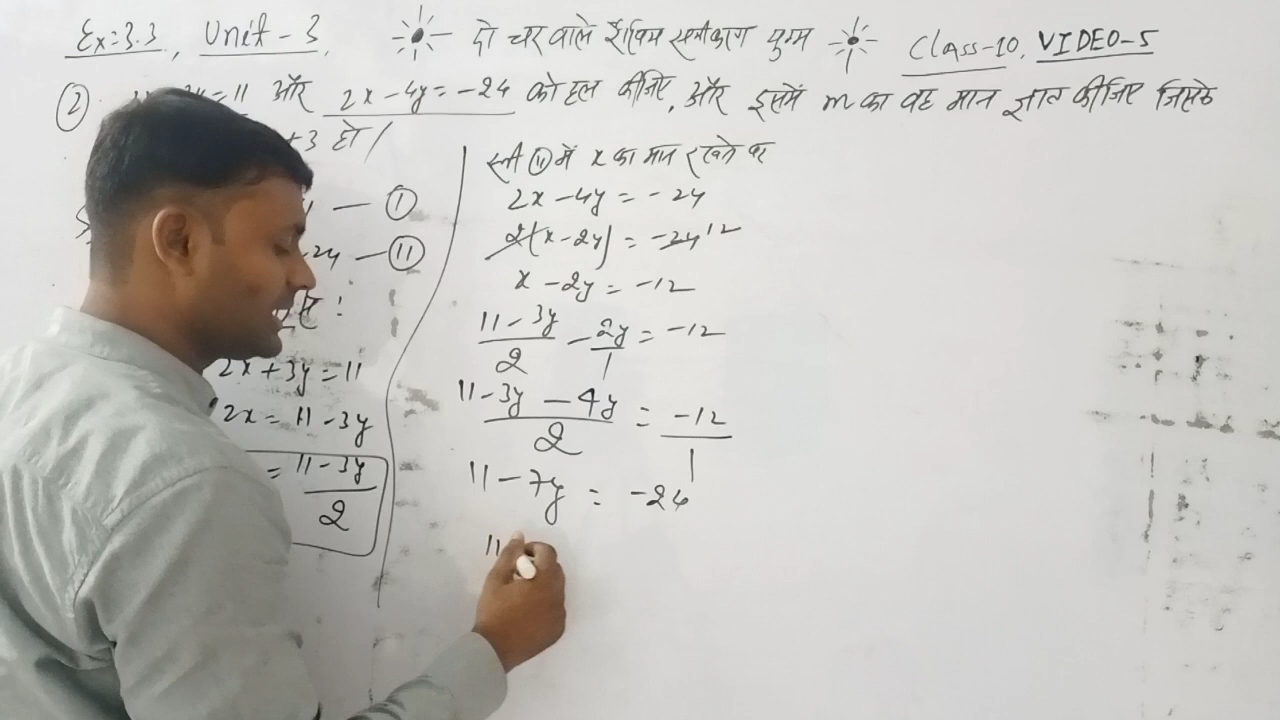 Ex:3.3, Unit-3. दो चर वाले रैखिक समीकरण युग्म Class-10, VIDEO-5
② =11 और 2x-4y=-24 को हल कीजिए, और इसमें m का वह मान ज्ञात कीजिए जिसके
+3 हो।
— Ⅰ
24 — ⑪
2x+3y=11
2x = 11-3y
= 11-3y/2
समी ⑪ में x का मान रखने पर
2x-4y=-24
2(x-2y) = -24 12
x-2y=-12
11-3y/2 - 2y/1 = -12
11-3y-4y/2 = -12/1
11-7y = -24
11